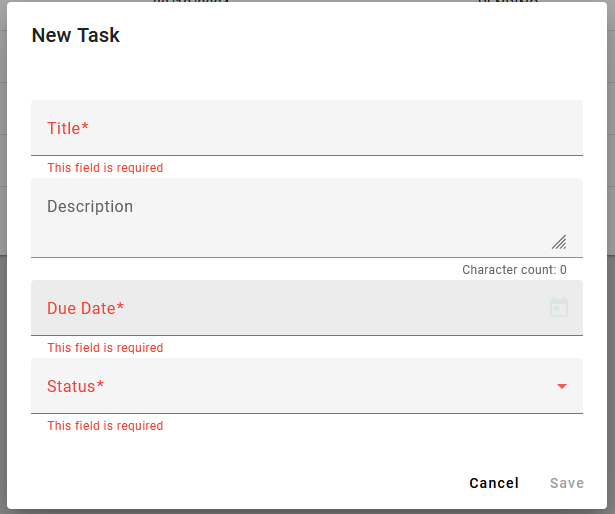 New Task
Title*
This field is required
Description
Character count: 0
Due Date*
This field is required
Status*
This field is required
Cancel Save